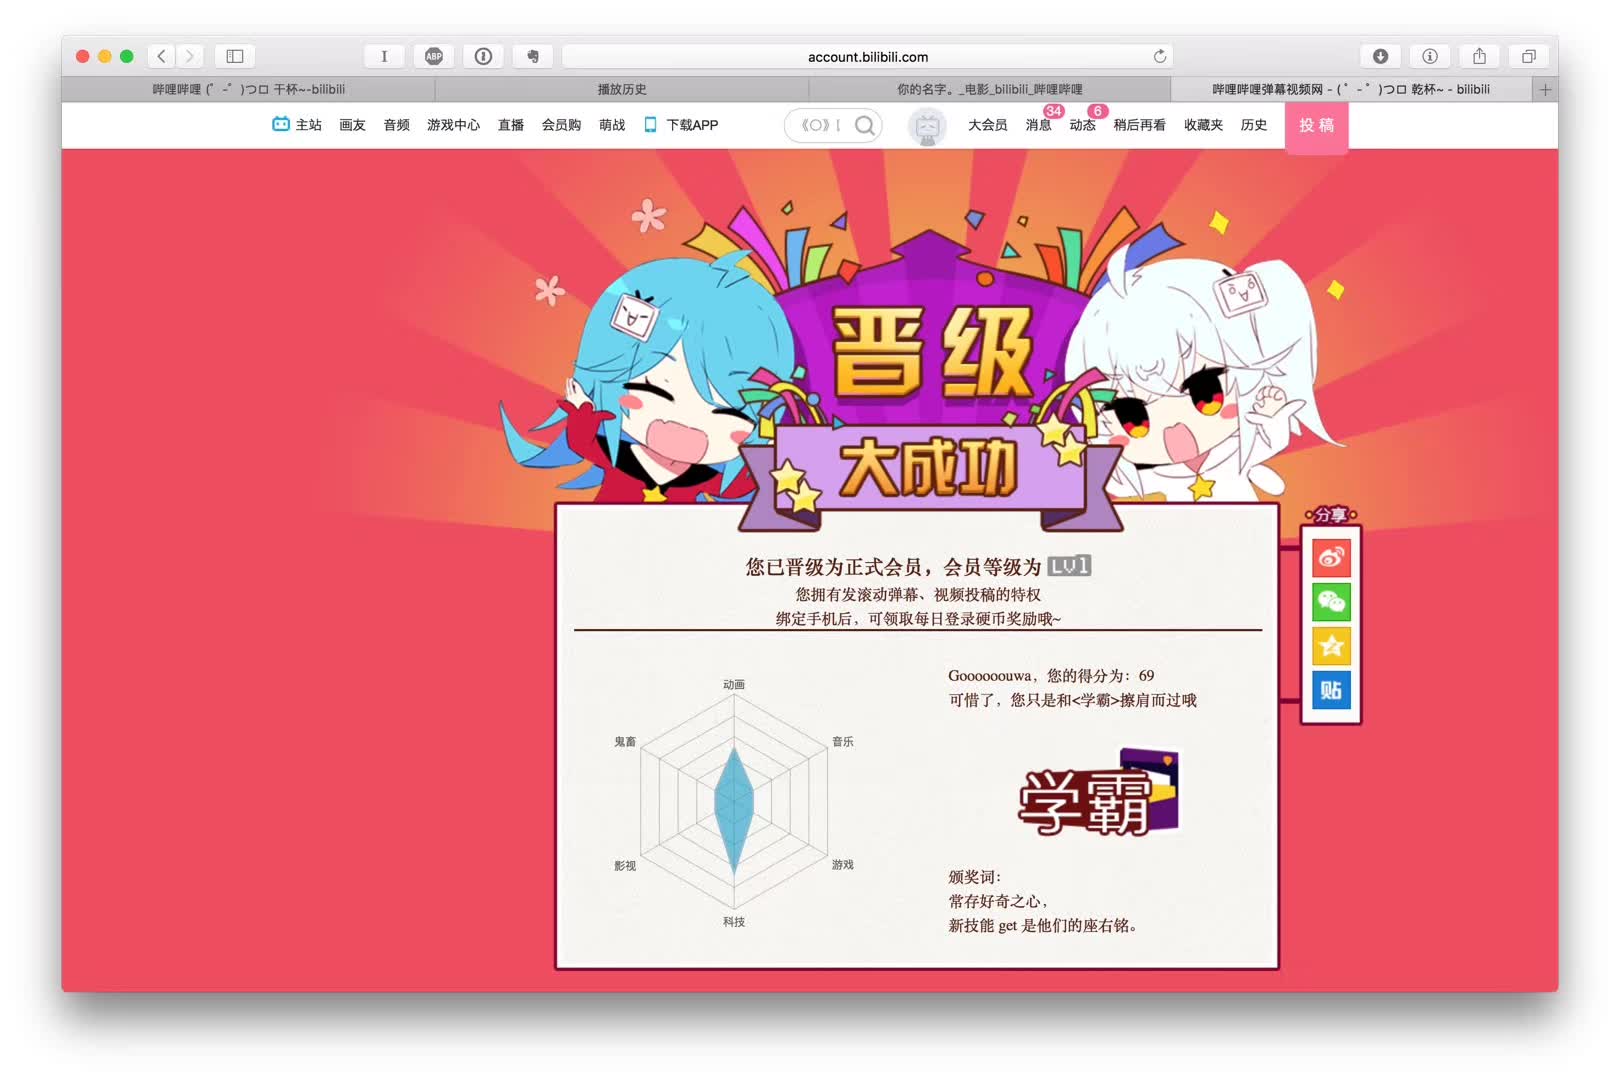 ABP
account.bilibili.com
哔哩哔哩 (゜-゜)つロ 干杯~-bilibili
播放历史
你的名字。_电影_bilibili_哔哩哔哩
哔哩哔哩弹幕视频网 - ( ゜- ゜)つロ 乾杯~ - bilibili
主站 画友 音频 游戏中心 直播 会员购 萌战 下载APP
《〇》
大会员 消息 34 动态 6 稍后再看 收藏夹 历史 投稿
晋级
大成功
分享
贴
您已晋级为正式会员，会员等级为 LV1
您拥有发滚动弹幕、视频投稿的特权
绑定手机后，可领取每日登录硬币奖励哦~
动画
音乐
游戏
科技
影视
鬼畜
Goooooouwa，您的得分为：69
可惜了，您只是和<学霸>擦肩而过哦
学霸
颁奖词：
常存好奇之心，
新技能 get 是他们的座右铭。